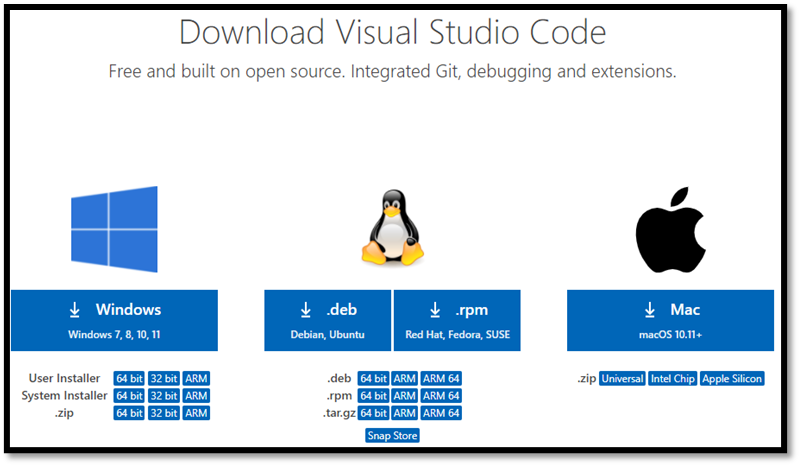 Download Visual Studio Code
Free and built on open source. Integrated Git, debugging and extensions.
Windows
Windows 7, 8, 10, 11
User Installer 64 bit 32 bit ARM
System Installer 64 bit 32 bit ARM
.zip 64 bit 32 bit ARM
.deb
Debian, Ubuntu
.rpm
Red Hat, Fedora, SUSE
.deb 64 bit ARM ARM 64
.rpm 64 bit ARM ARM 64
.tar.gz 64 bit ARM ARM 64
Snap Store
Mac
macOS 10.11+
.zip Universal Intel Chip Apple Silicon